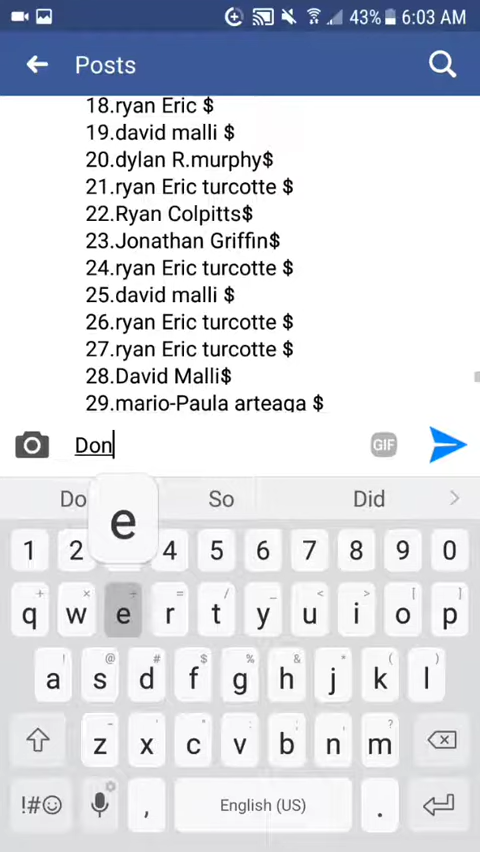 43% 6:03 AM
Posts
18.ryan Eric $
19.david malli $
20.dylan R.murphy$
21.ryan Eric turcotte $
22.Ryan Colpitts$
23.Jonathan Griffin$
24.ryan Eric turcotte $
25.david malli $
26.ryan Eric turcotte $
27.ryan Eric turcotte $
28.David Malli$
29.mario-Paula arteaga $
Don GIF
Do So Did
e
1 2 4 5 6 7 8 9 0
q w e r t y u i o p
a s d f g h j k l
z x c v b n m
!#☺ , English (US) .